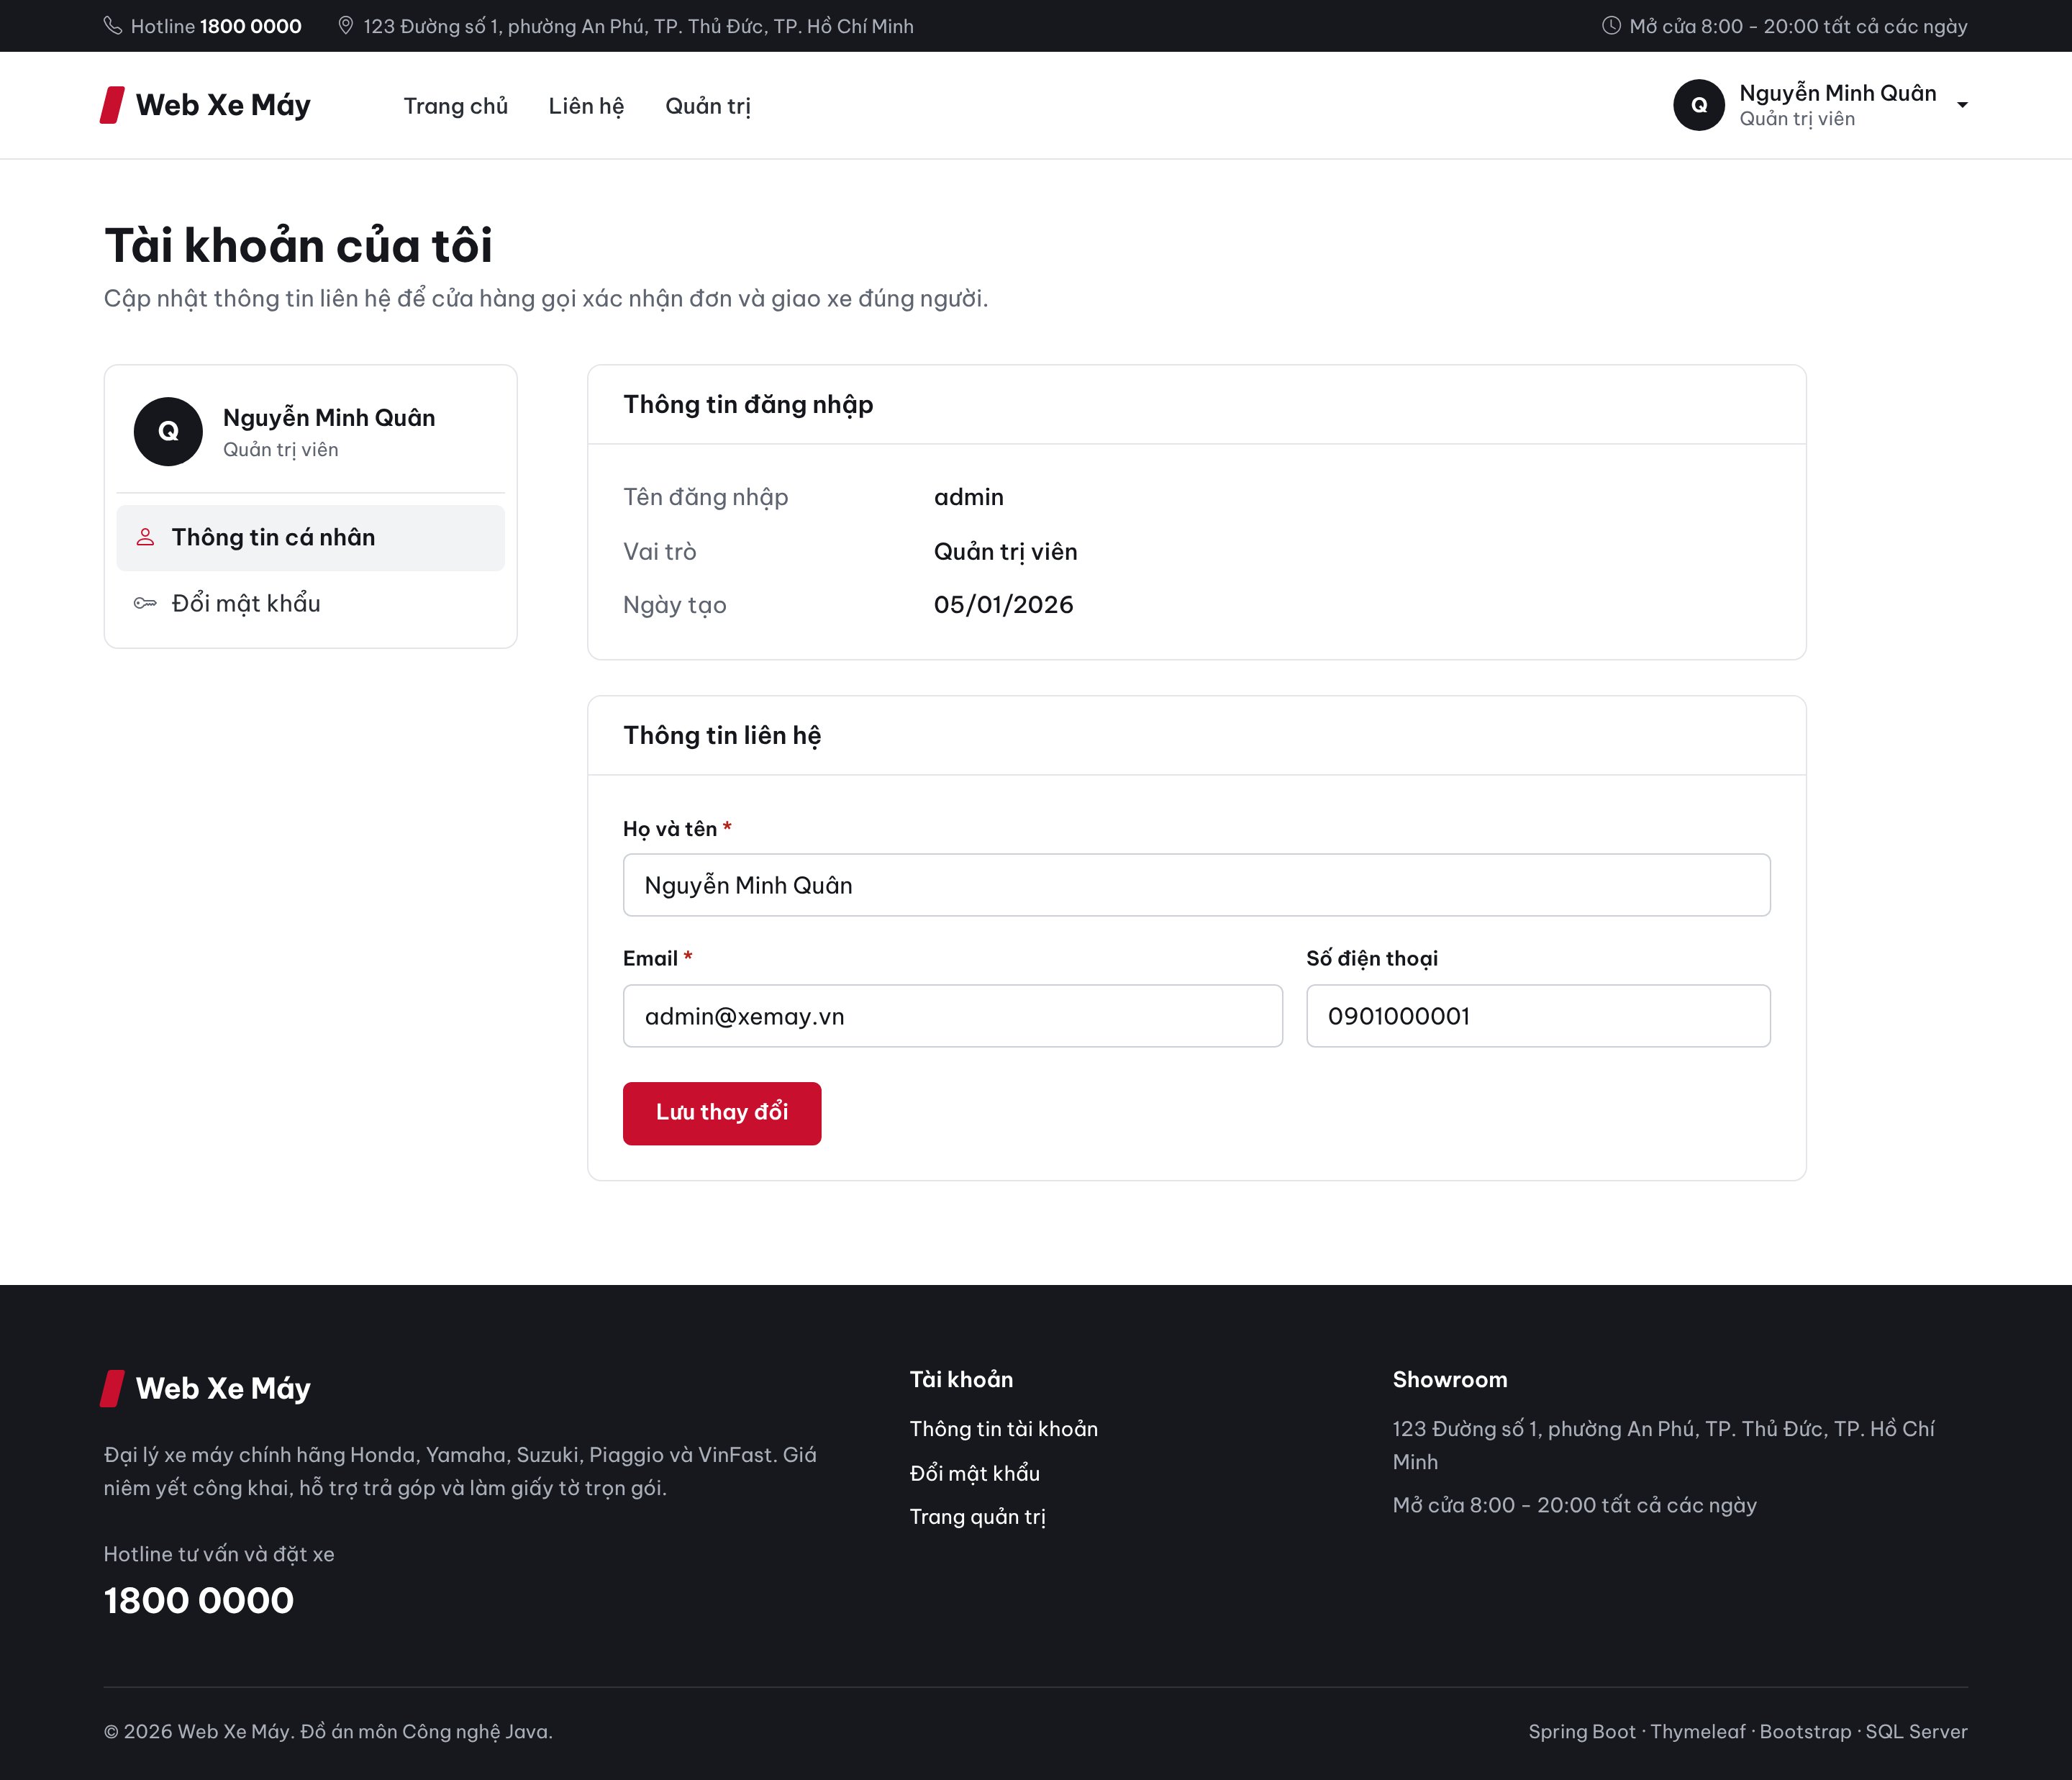 Hotline 1800 0000
123 Đường số 1, phường An Phú, TP. Thủ Đức, TP. Hồ Chí Minh
Mở cửa 8:00 - 20:00 tất cả các ngày
Web Xe Máy
Trang chủ
Liên hệ
Quản trị
Q
Nguyễn Minh Quân
Quản trị viên
Tài khoản của tôi
Cập nhật thông tin liên hệ để cửa hàng gọi xác nhận đơn và giao xe đúng người.
Q
Nguyễn Minh Quân
Quản trị viên
Thông tin cá nhân
Đổi mật khẩu
Thông tin đăng nhập
Tên đăng nhập admin
Vai trò Quản trị viên
Ngày tạo 05/01/2026
Thông tin liên hệ
Họ và tên *
Nguyễn Minh Quân
Email *
admin@xemay.vn
Số điện thoại
0901000001
Lưu thay đổi
Web Xe Máy
Đại lý xe máy chính hãng Honda, Yamaha, Suzuki, Piaggio và VinFast. Giá
niêm yết công khai, hỗ trợ trả góp và làm giấy tờ trọn gói.
Hotline tư vấn và đặt xe
1800 0000
Tài khoản
Thông tin tài khoản
Đổi mật khẩu
Trang quản trị
Showroom
123 Đường số 1, phường An Phú, TP. Thủ Đức, TP. Hồ Chí
Minh
Mở cửa 8:00 - 20:00 tất cả các ngày
© 2026 Web Xe Máy. Đồ án môn Công nghệ Java.
Spring Boot · Thymeleaf · Bootstrap · SQL Server